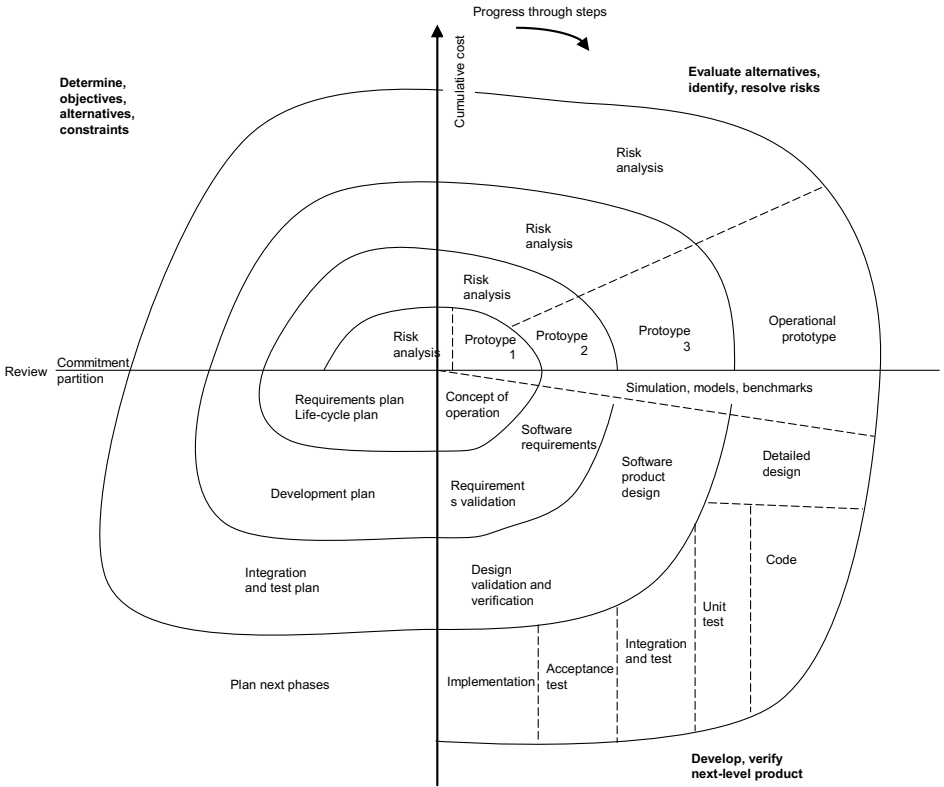 Progress through steps
Cumulative cost
Determine,
objectives,
alternatives,
constraints
Evaluate alternatives,
identify, resolve risks
Risk
analysis
Risk
analysis
Risk
analysis
Risk
analysis
Protoype
1
Protoype
2
Protoype
3
Operational
prototype
Review
Commitment
partition
Simulation, models, benchmarks
Requirements plan
Life-cycle plan
Concept of
operation
Software
requirements
Software
product
design
Detailed
design
Development plan
Requirement
s validation
Code
Integration
and test plan
Design
validation and
verification
Unit
test
Integration
and test
Acceptance
test
Implementation
Plan next phases
Develop, verify
next-level product